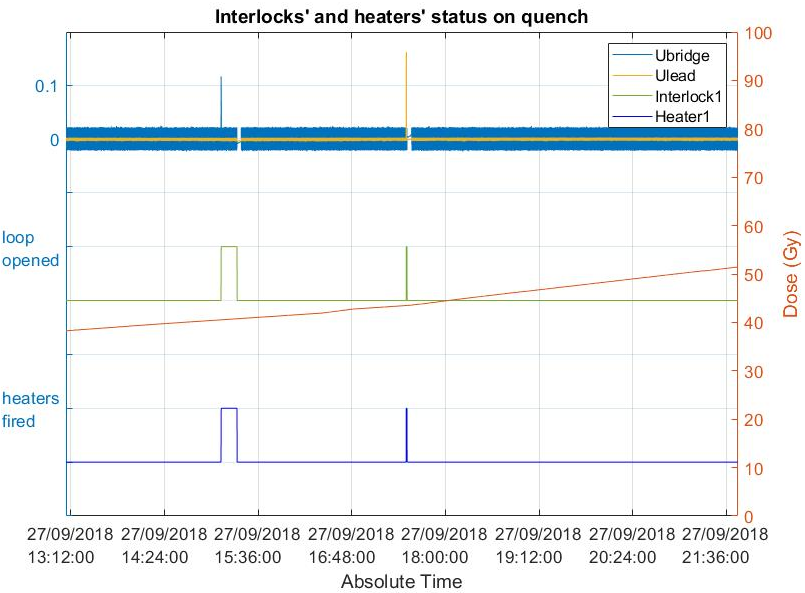 Interlocks' and heaters' status on quench
0.1
0
loop
opened
heaters
fired
Ubridge
Ulead
Interlock1
Heater1
100
90
80
70
60
50
40
30
20
10
0
Dose (Gy)
27/09/2018 27/09/2018 27/09/2018 27/09/2018 27/09/2018 27/09/2018 27/09/2018 27/09/2018
13:12:00 14:24:00 15:36:00 16:48:00 18:00:00 19:12:00 20:24:00 21:36:00
Absolute Time